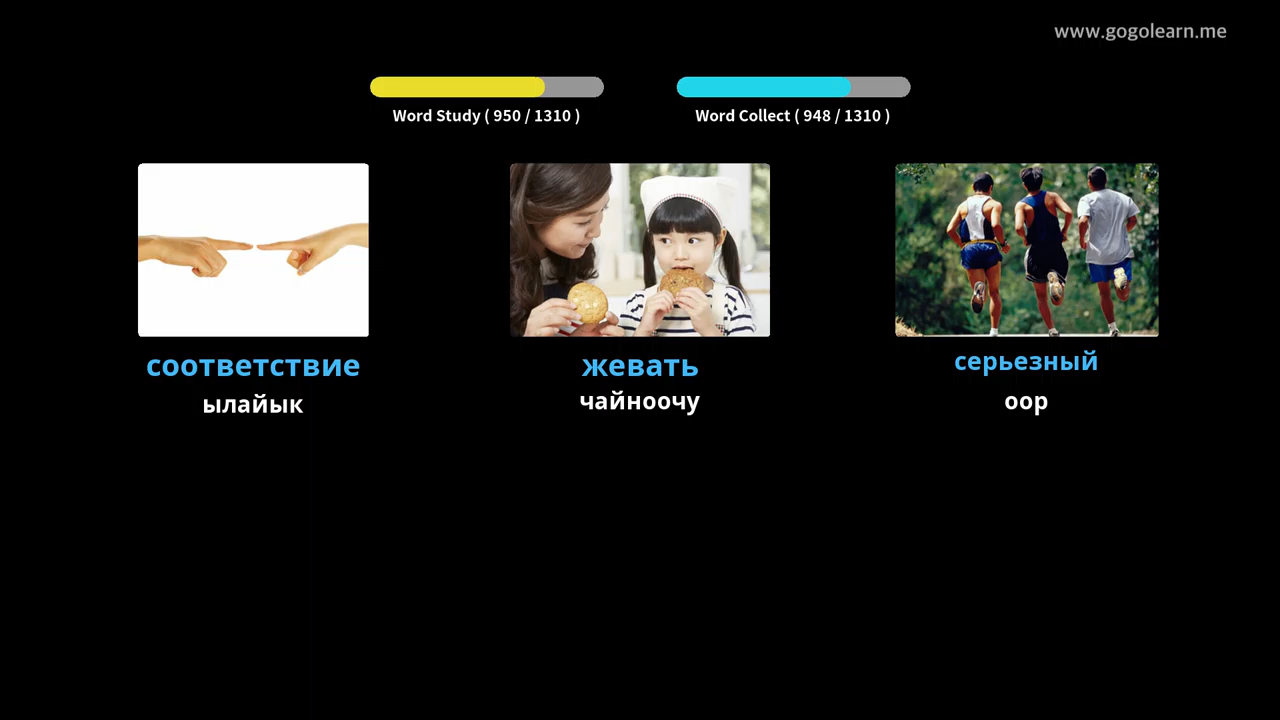 www.gogolearn.me
Word Study ( 950 / 1310 )
Word Collect ( 948 / 1310 )
соответствие
ылайык
жевать
чайноочу
серьезный
оор